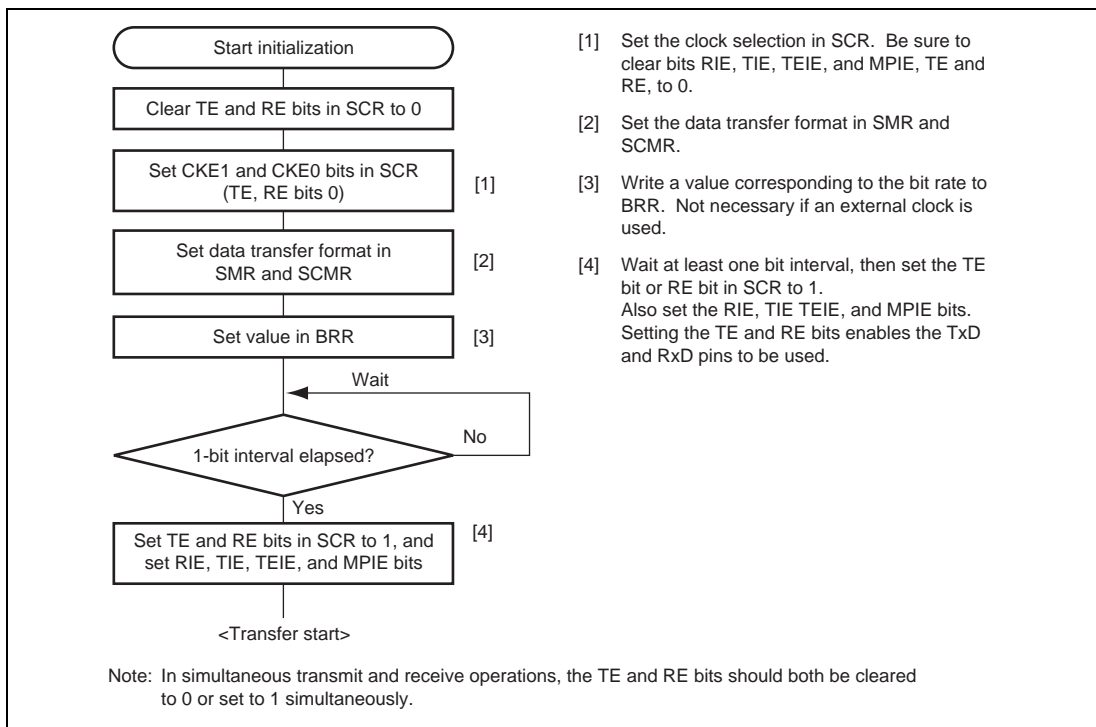 Start initialization
Clear TE and RE bits in SCR to 0
Set CKE1 and CKE0 bits in SCR
(TE, RE bits 0)
[1]
Set data transfer format in
SMR and SCMR
[2]
Set value in BRR
[3]
Wait
No
1-bit interval elapsed?
Yes
Set TE and RE bits in SCR to 1, and
set RIE, TIE, TEIE, and MPIE bits
[4]
<Transfer start>
[1] Set the clock selection in SCR. Be sure to
clear bits RIE, TIE, TEIE, and MPIE, TE and
RE, to 0.
[2] Set the data transfer format in SMR and
SCMR.
[3] Write a value corresponding to the bit rate to
BRR. Not necessary if an external clock is
used.
[4] Wait at least one bit interval, then set the TE
bit or RE bit in SCR to 1.
Also set the RIE, TIE TEIE, and MPIE bits.
Setting the TE and RE bits enables the TxD
and RxD pins to be used.
Note: In simultaneous transmit and receive operations, the TE and RE bits should both be cleared
to 0 or set to 1 simultaneously.